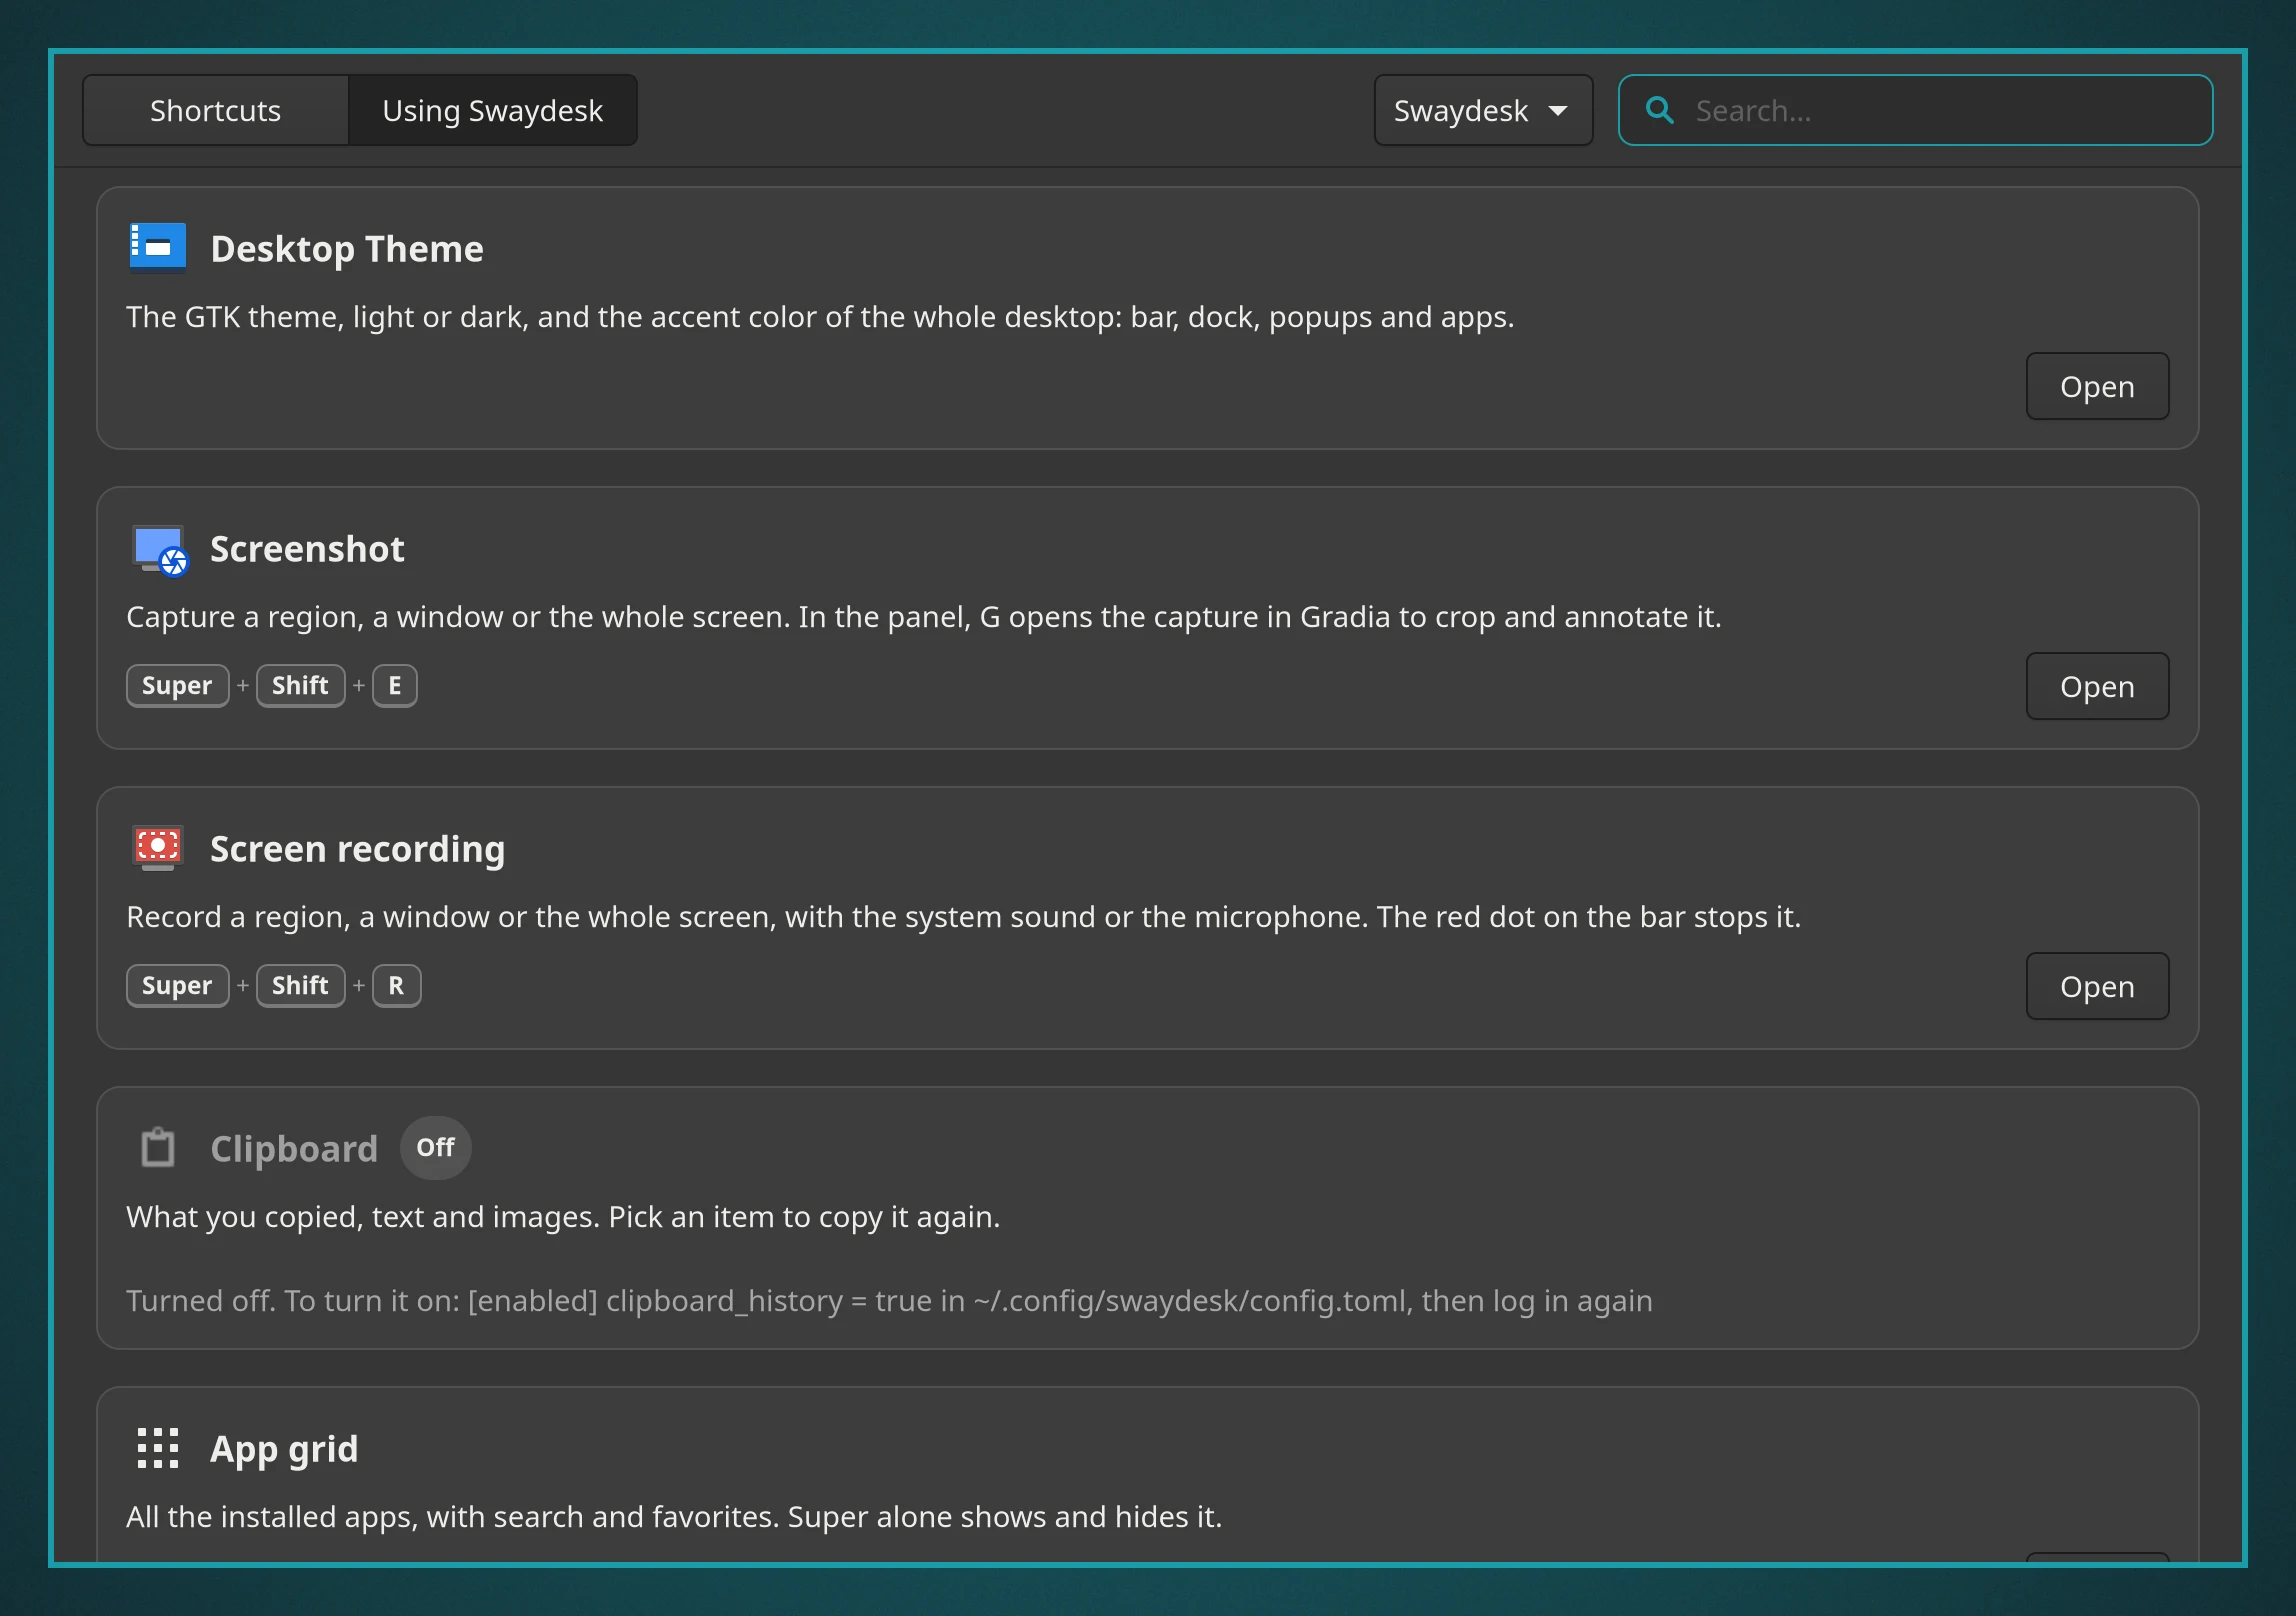 Shortcuts
Using Swaydesk
Swaydesk
Search...
Desktop Theme
The GTK theme, light or dark, and the accent color of the whole desktop: bar, dock, popups and apps.
Open
Screenshot
Capture a region, a window or the whole screen. In the panel, G opens the capture in Gradia to crop and annotate it.
Super + Shift + E
Open
Screen recording
Record a region, a window or the whole screen, with the system sound or the microphone. The red dot on the bar stops it.
Super + Shift + R
Open
Clipboard
Off
What you copied, text and images. Pick an item to copy it again.
Turned off. To turn it on: [enabled] clipboard_history = true in ~/.config/swaydesk/config.toml, then log in again
App grid
All the installed apps, with search and favorites. Super alone shows and hides it.